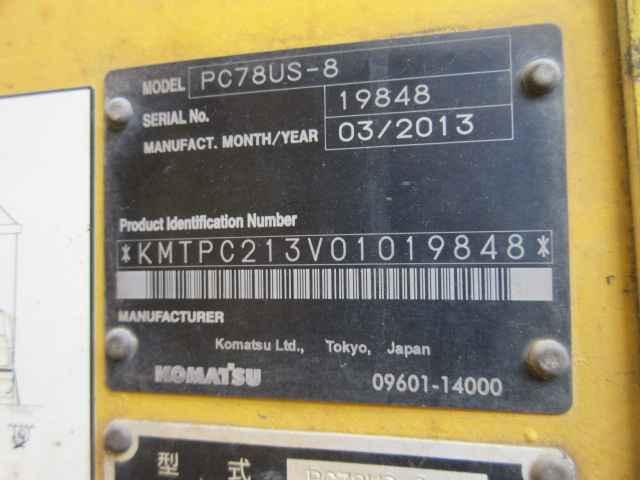 MODEL PC78US-8
SERIAL No. 19848
MANUFACT. MONTH/YEAR 03/2013
Product Identification Number
*KMTPC213V01019848*
MANUFACTURER
Komatsu Ltd., Tokyo, Japan
KOMATSU 09601-14000
型式